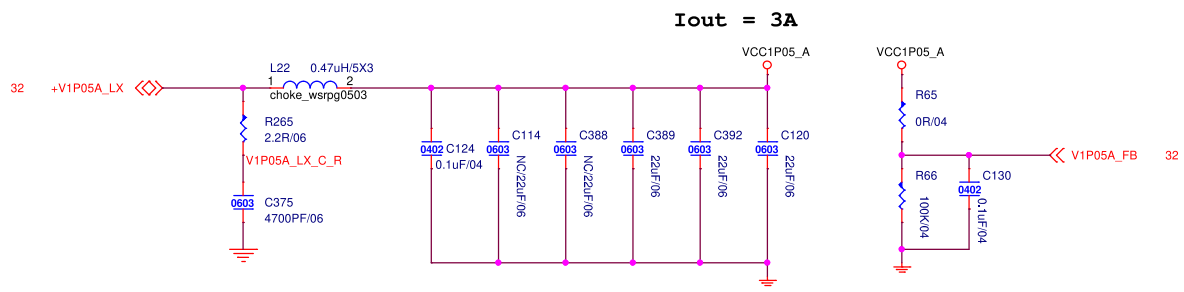 Iout = 3A
VCC1P05_A
VCC1P05_A
L22 0.47uH/5X3
1 2
choke_wsrpg0503
32 +V1P05A_LX
R265
2.2R/06
V1P05A_LX_C_R
0603
C375
4700PF/06
0402 C124
0.1uF/04
C114
0603
NC/22uF/06
C388
0603
NC/22uF/06
C389
0603
22uF/06
C392
0603
22uF/06
C120
0603
22uF/06
R65
0R/04
V1P05A_FB 32
R66
100K/04
C130
0402
0.1uF/04